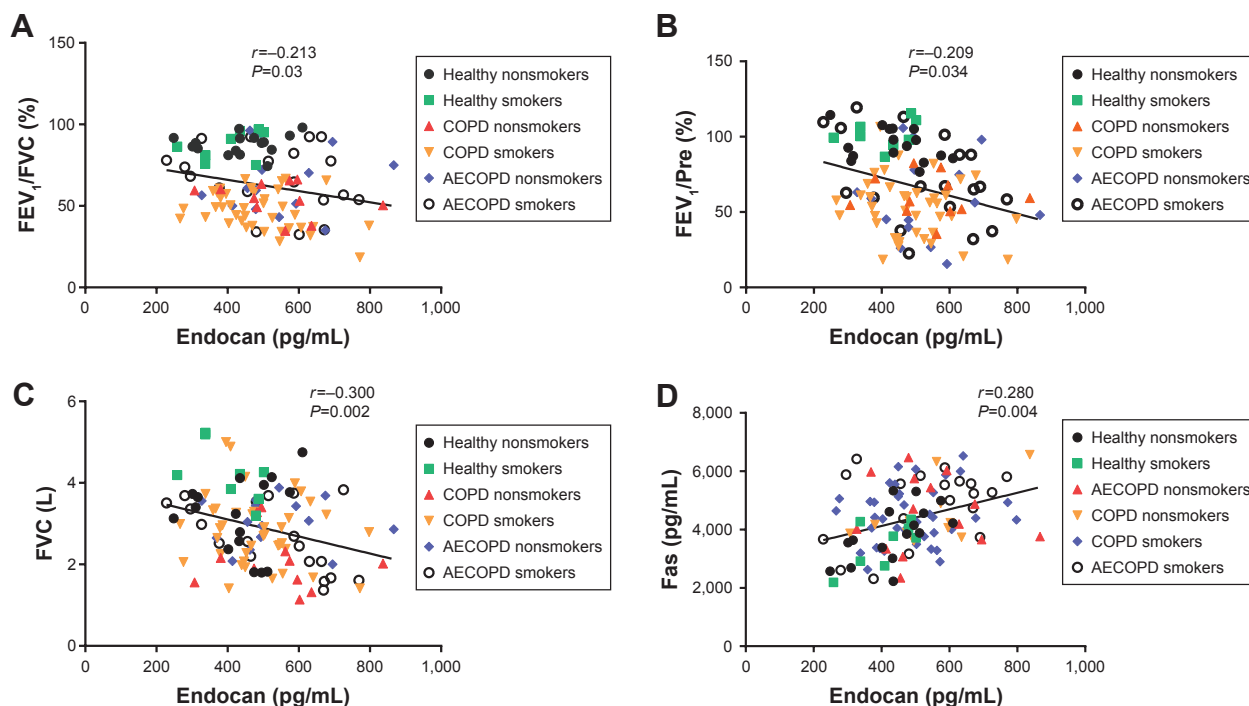 A
r=–0.213
P=0.03
FEV₁/FVC (%)
150
100
50
0
0 200 400 600 800 1,000
Endocan (pg/mL)
Healthy nonsmokers
Healthy smokers
COPD nonsmokers
COPD smokers
AECOPD nonsmokers
AECOPD smokers
B
r=–0.209
P=0.034
FEV₁/Pre (%)
150
100
50
0
0 200 400 600 800 1,000
Endocan (pg/mL)
Healthy nonsmokers
Healthy smokers
COPD nonsmokers
COPD smokers
AECOPD nonsmokers
AECOPD smokers
C
r=–0.300
P=0.002
FVC (L)
6
4
2
0
0 200 400 600 800 1,000
Endocan (pg/mL)
Healthy nonsmokers
Healthy smokers
COPD nonsmokers
COPD smokers
AECOPD nonsmokers
AECOPD smokers
D
r=0.280
P=0.004
Fas (pg/mL)
8,000
6,000
4,000
2,000
0
0 200 400 600 800 1,000
Endocan (pg/mL)
Healthy nonsmokers
Healthy smokers
AECOPD nonsmokers
COPD nonsmokers
COPD smokers
AECOPD smokers